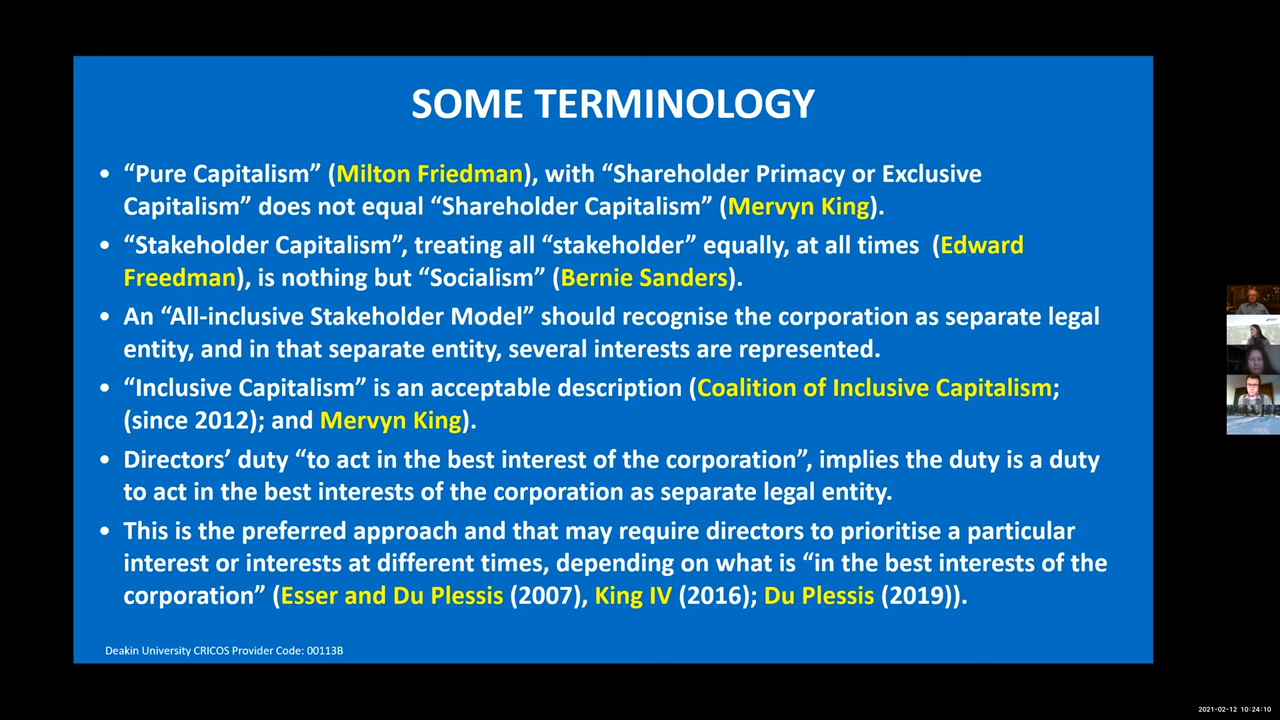 SOME TERMINOLOGY
• “Pure Capitalism” (Milton Friedman), with “Shareholder Primacy or Exclusive
Capitalism” does not equal “Shareholder Capitalism” (Mervyn King).
• “Stakeholder Capitalism”, treating all “stakeholder” equally, at all times (Edward
Freedman), is nothing but “Socialism” (Bernie Sanders).
• An “All-inclusive Stakeholder Model” should recognise the corporation as separate legal
entity, and in that separate entity, several interests are represented.
• “Inclusive Capitalism” is an acceptable description (Coalition of Inclusive Capitalism;
(since 2012); and Mervyn King).
• Directors’ duty “to act in the best interest of the corporation”, implies the duty is a duty
to act in the best interests of the corporation as separate legal entity.
• This is the preferred approach and that may require directors to prioritise a particular
interest or interests at different times, depending on what is “in the best interests of the
corporation” (Esser and Du Plessis (2007), King IV (2016); Du Plessis (2019)).
Deakin University CRICOS Provider Code: 00113B
2021-02-12 10:24:10